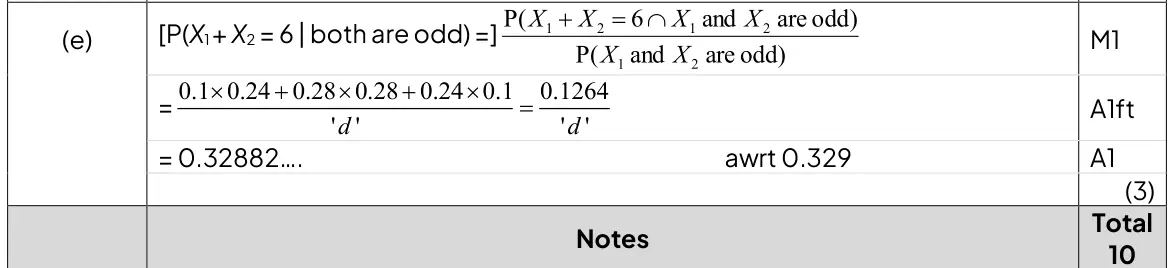 (e) [P(X₁ + X₂ = 6 | both are odd) =] P(X₁ + X₂ = 6 ∩ X₁ and X₂ are odd) / P(X₁ and X₂ are odd) M1
= 0.1×0.24 + 0.28×0.28 + 0.24×0.1 / 'd' = 0.1264 / 'd' A1ft
= 0.32882.... awrt 0.329 A1
(3)
Notes Total 10